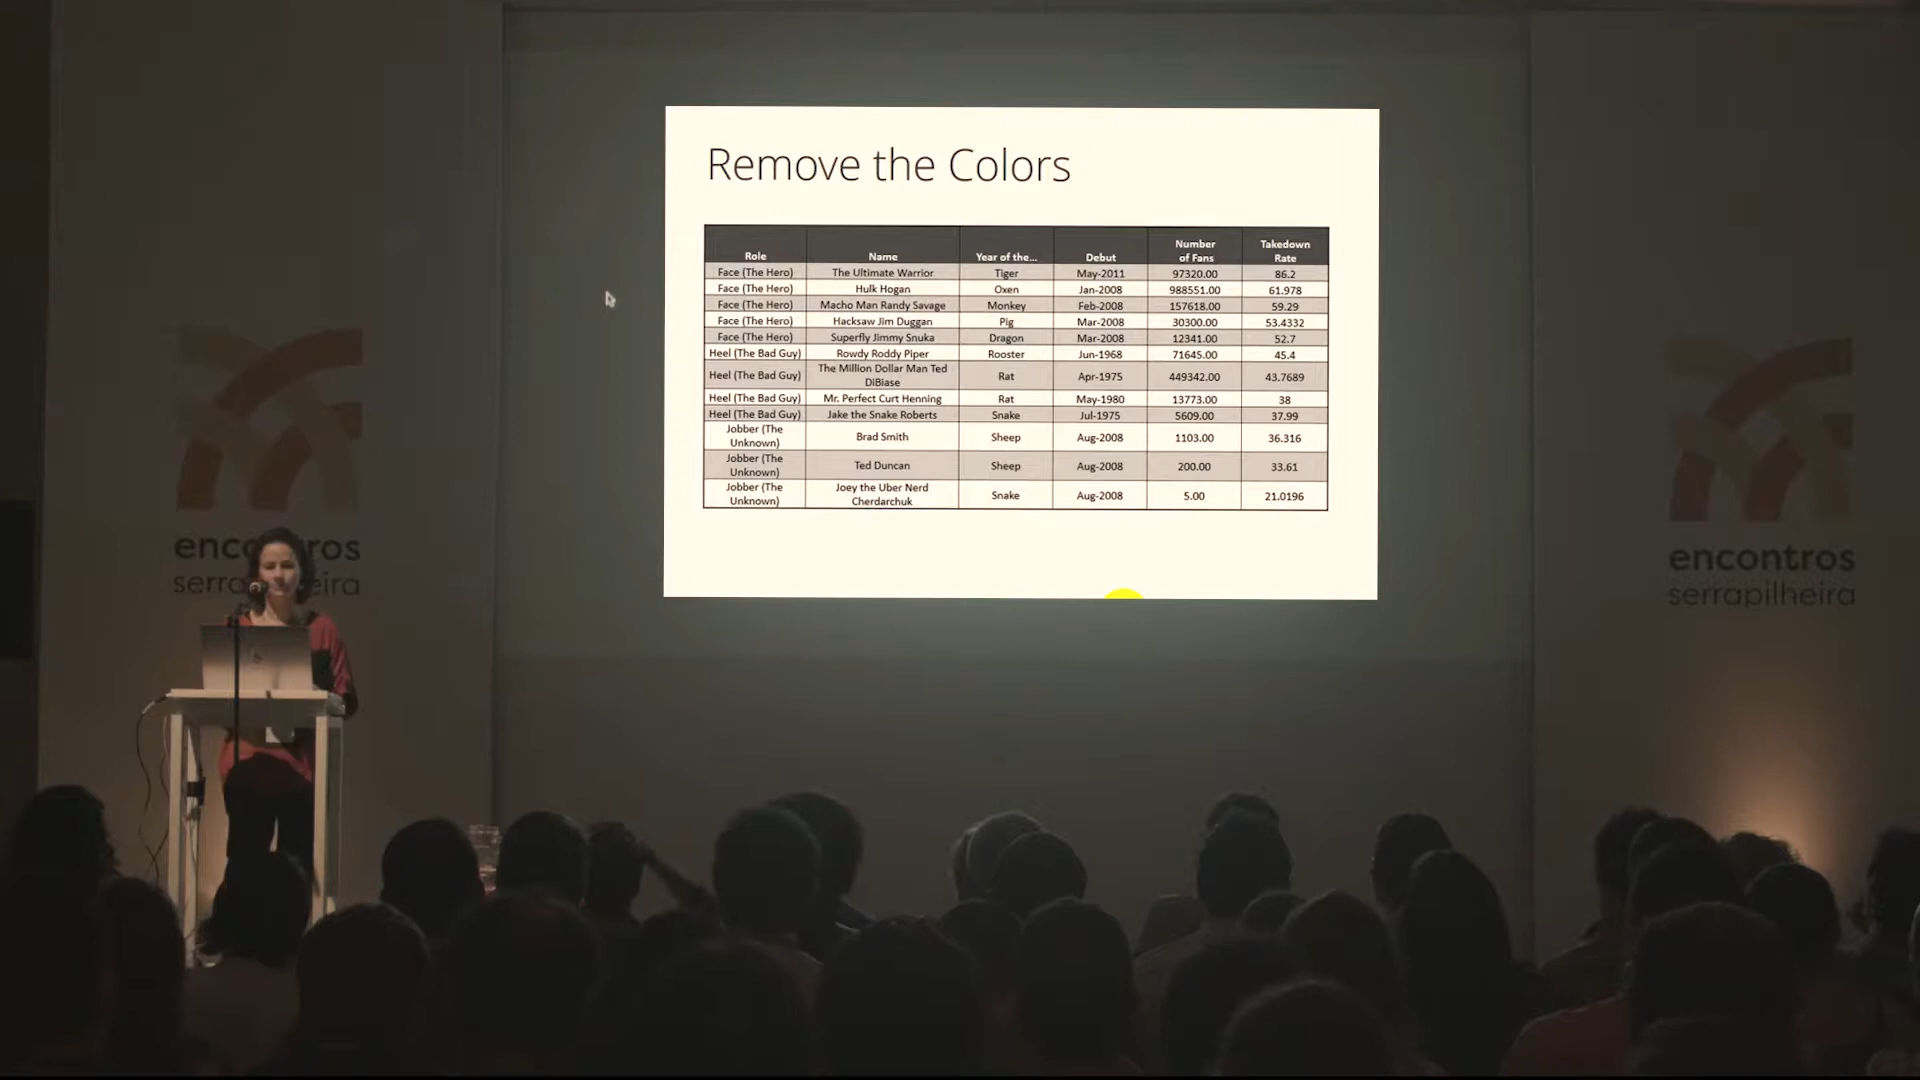 Remove the Colors
Role Name Year of the... Debut Number of Fans Takedown Rate
Face (The Hero) The Ultimate Warrior Tiger May-2011 97320.00 86.2
Face (The Hero) Hulk Hogan Oxen Jan-2008 988551.00 61.978
Face (The Hero) Macho Man Randy Savage Monkey Feb-2008 157618.00 59.29
Face (The Hero) Hacksaw Jim Duggan Pig Mar-2008 30300.00 53.4332
Face (The Hero) Superfly Jimmy Snuka Dragon Mar-2008 12341.00 52.7
Heel (The Bad Guy) Rowdy Roddy Piper Rooster Jun-1968 71645.00 45.4
Heel (The Bad Guy) The Million Dollar Man Ted DiBiase Rat Apr-1975 449342.00 43.7689
Heel (The Bad Guy) Mr. Perfect Curt Henning Rat May-1980 13773.00 38
Heel (The Bad Guy) Jake the Snake Roberts Snake Jul-1975 5609.00 37.99
Jobber (The Unknown) Brad Smith Sheep Aug-2008 1103.00 36.316
Jobber (The Unknown) Ted Duncan Sheep Aug-2008 200.00 33.61
Jobber (The Unknown) Joey the Uber Nerd Cherdarchuk Snake Aug-2008 5.00 21.0196
encontros
serrapilheira